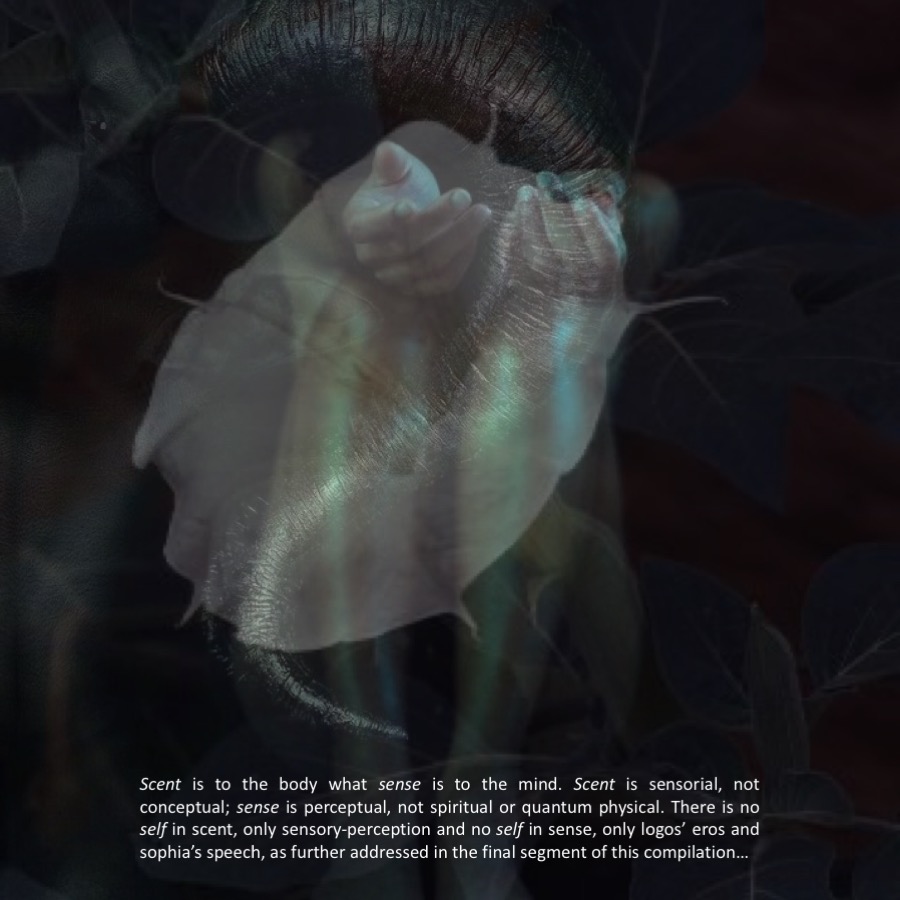 Scent is to the body what sense is to the mind. Scent is sensorial, not
conceptual; sense is perceptual, not spiritual or quantum physical. There is no
self in scent, only sensory-perception and no self in sense, only logos’ eros and
sophia’s speech, as further addressed in the final segment of this compilation…